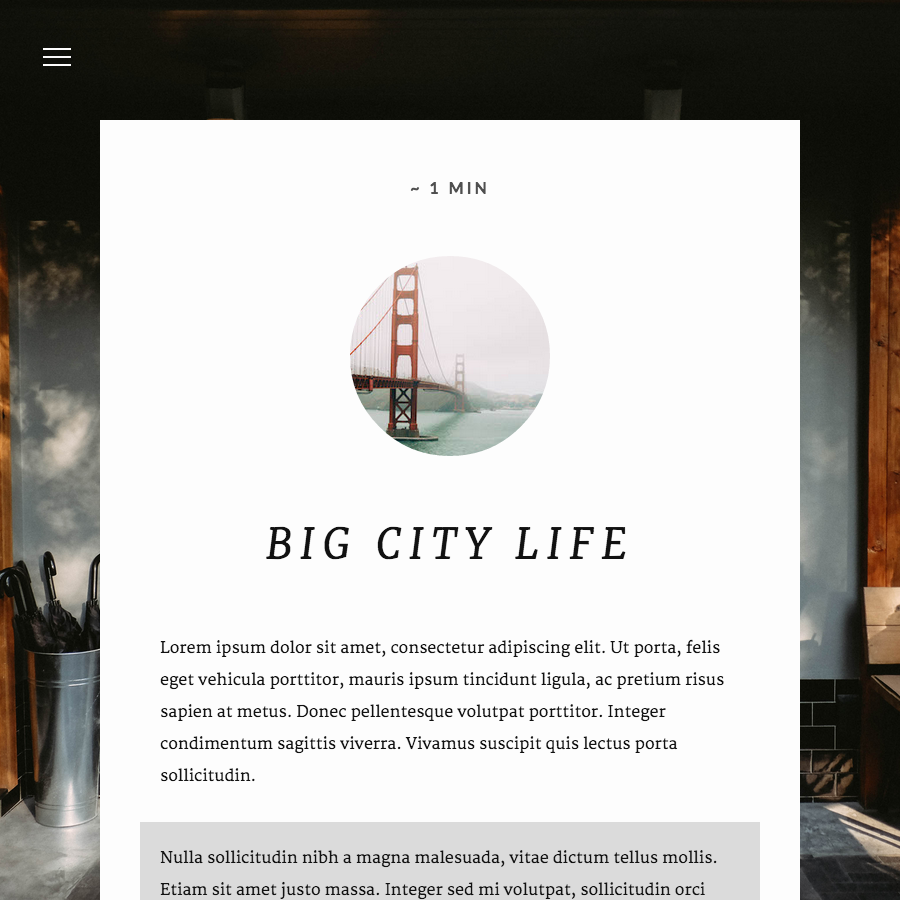 ~ 1 MIN
BIG CITY LIFE
Lorem ipsum dolor sit amet, consectetur adipiscing elit. Ut porta, felis
eget vehicula porttitor, mauris ipsum tincidunt ligula, ac pretium risus
sapien at metus. Donec pellentesque volutpat porttitor. Integer
condimentum sagittis viverra. Vivamus suscipit quis lectus porta
sollicitudin.
Nulla sollicitudin nibh a magna malesuada, vitae dictum tellus mollis.
Etiam sit amet justo massa. Integer sed mi volutpat, sollicitudin orci